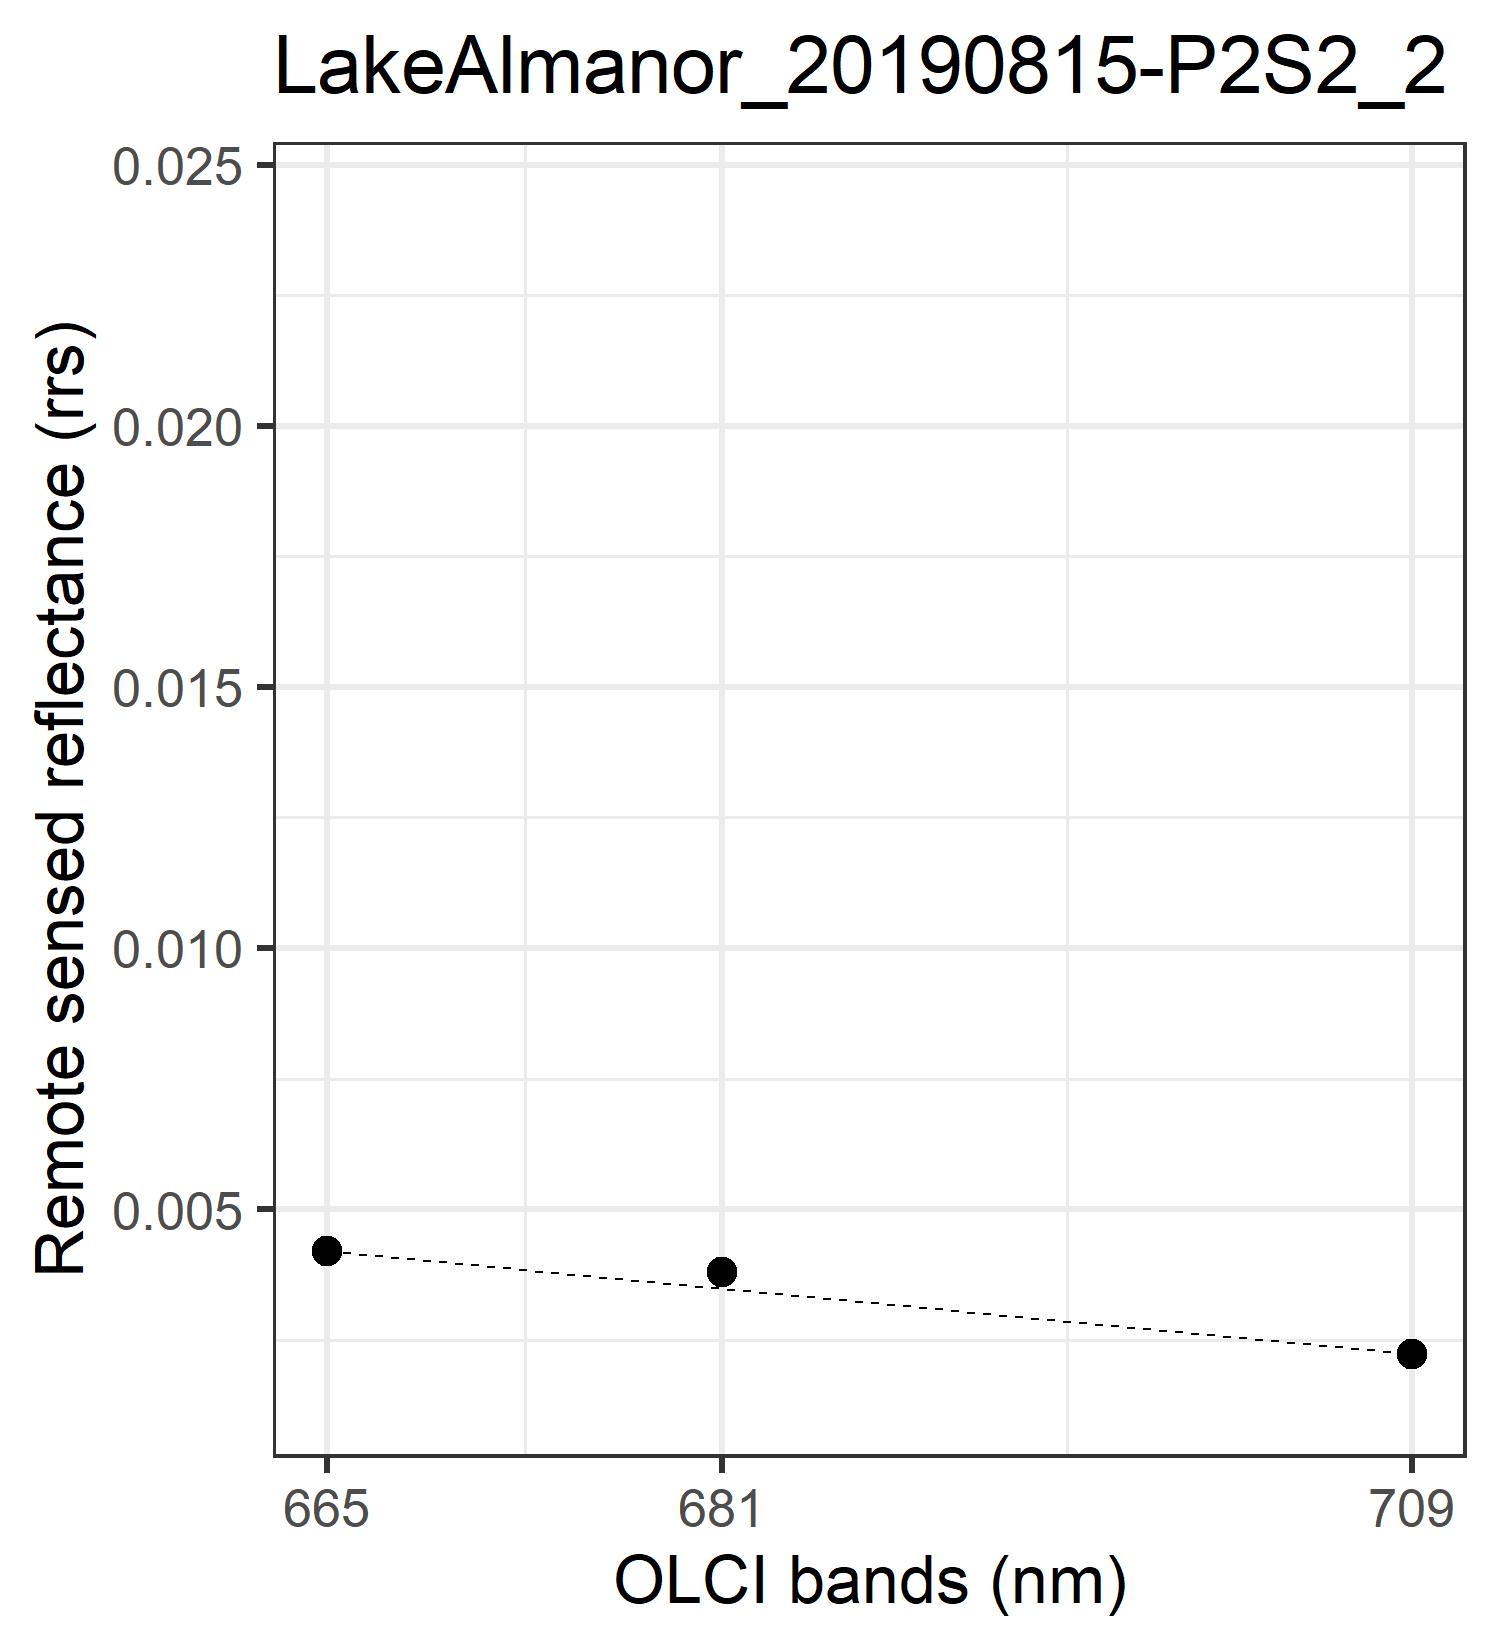 LakeAlmanor_20190815-P2S2_2
0.025
0.020
0.015
0.010
0.005
Remote sensed reflectance (rrs)
665
681
709
OLCI bands (nm)